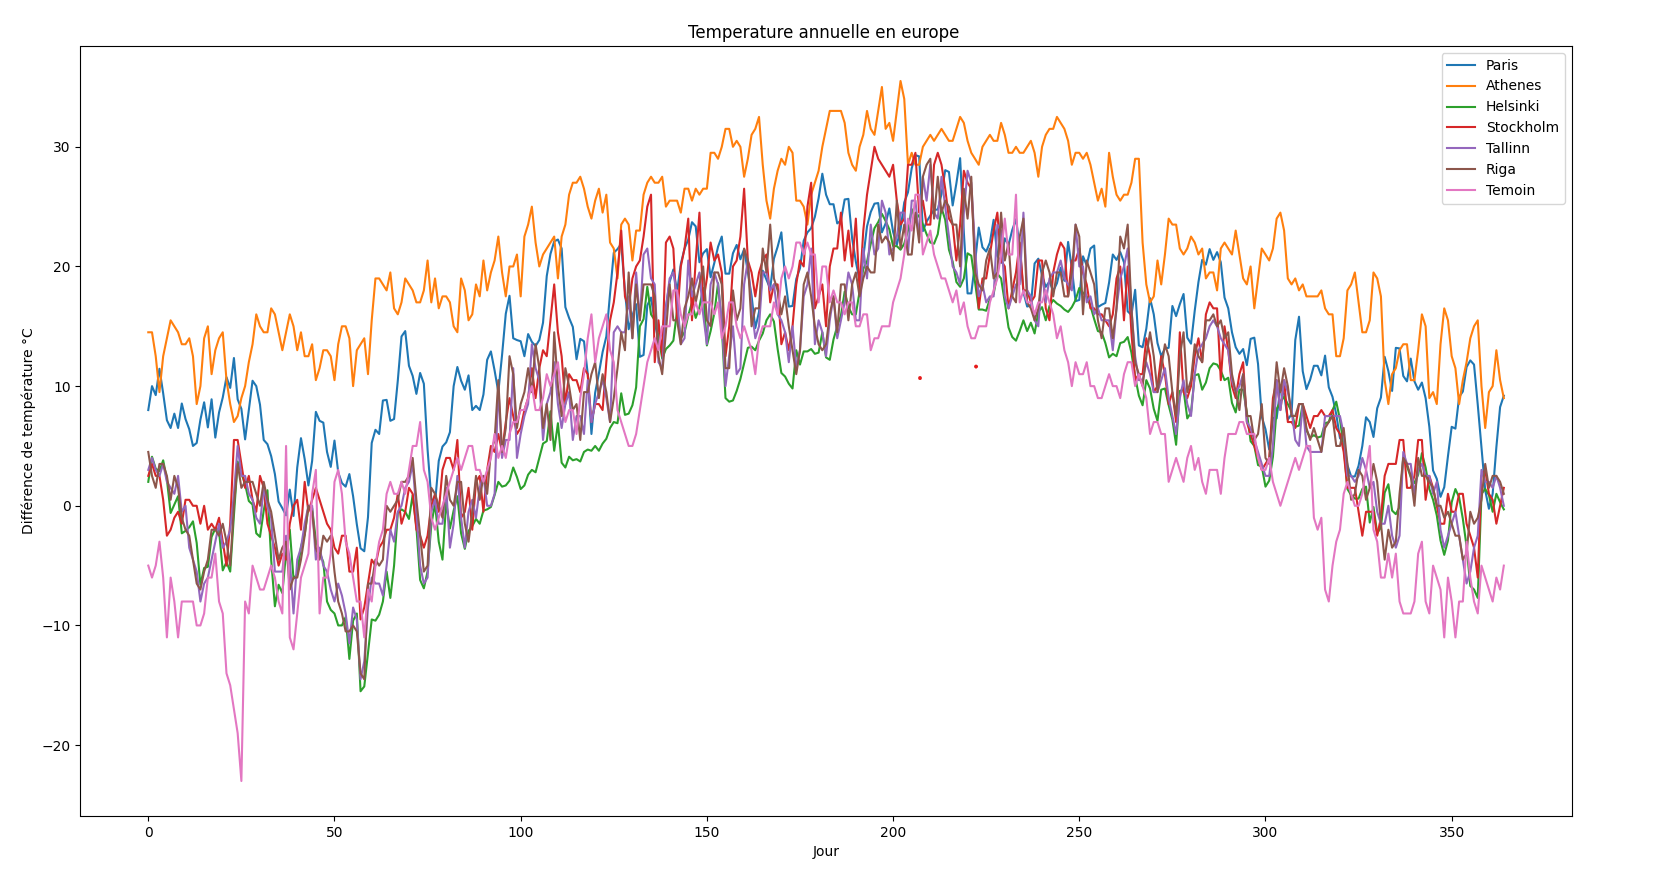 Temperature annuelle en europe
Paris
Athenes
Helsinki
Stockholm
Tallinn
Riga
Temoin
Différence de température °C
30
20
10
0
−10
−20
0 50 100 150 200 250 300 350
Jour